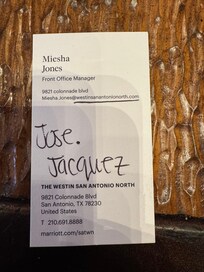 Miesha
Jones
Front Office Manager
9821 colonnade blvd
Miesha.Jones@westinsanantonionorth.com
Jose.
Jacquez
THE WESTIN SAN ANTONIO NORTH
9821 Colonnade Blvd
San Antonio, TX 78230
United States
T 210.691.8888
marriott.com/satwn